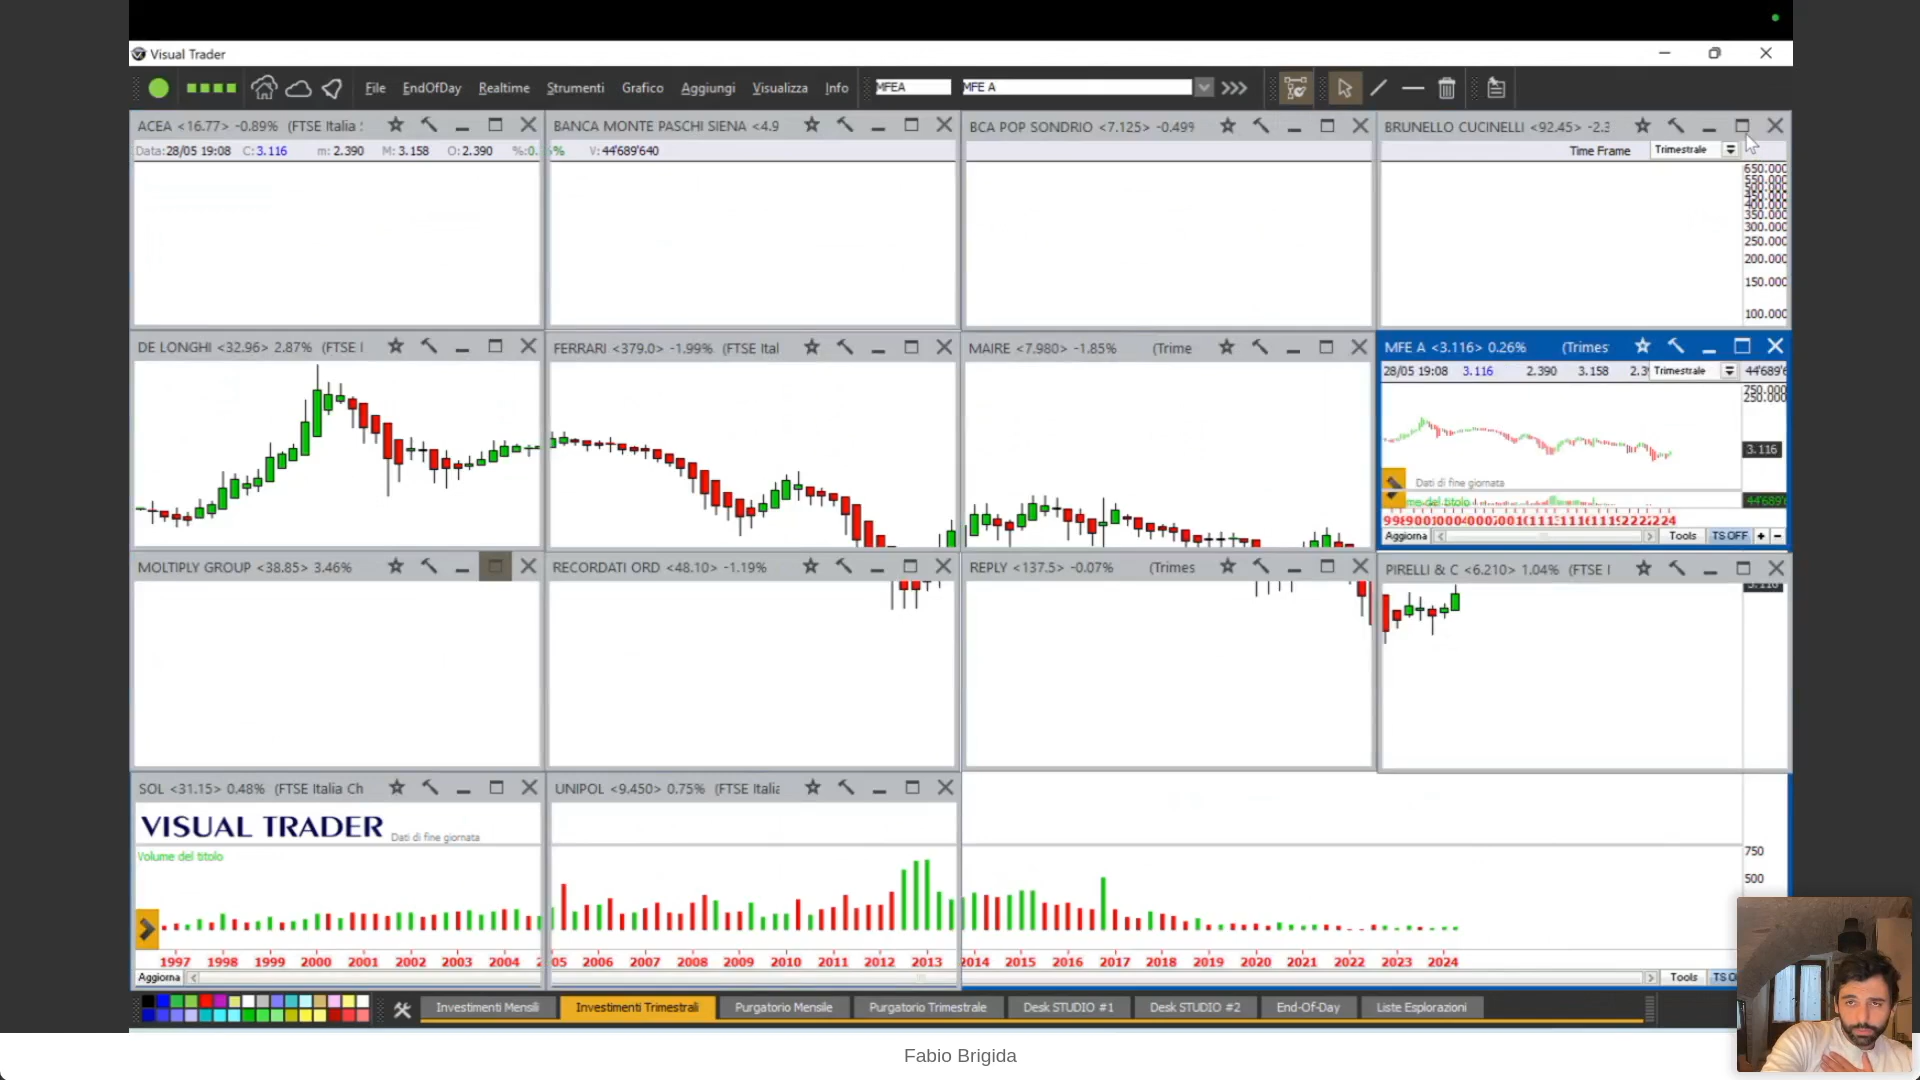 Visual Trader
File EndOfDay Realtime Strumenti Grafico Aggiungi Visualizza Info MFEA MFE A
ACEA <16.77> -0.89% (FTSE Italia
BANCA MONTE PASCHI SIENA <4.9
BCA POP SONDRIO <7.125> -0.49%
BRUNELLO CUCINELLI <92.45> -2.3
Data:28/05 19:08 C:3.116 m: 2.390 M: 3.158 O:2.390 %:0. 6% V:44'689'640
Time Frame Trimestrale
650.000
550.000
400.000
350.000
300.000
250.000
200.000
150.000
100.000
DE LONGHI <32.96> 2.87% (FTSE I
FERRARI <379.0> -1.99% (FTSE Ital
MAIRE <7.980> -1.85% (Trime
MFE A <3.116> 0.26% (Trimes
28/05 19:08 3.116 2.390 3.158 2.3 Trimestrale 44'689'6
750.000
250.000
3.116
Dati di fine giornata
me del titolo 44'689'6
Aggiorna Tools TS OFF + -
MOLTIPLY GROUP <38.85> 3.46%
RECORDATI ORD <48.10> -1.19%
REPLY <137.5> -0.07% (Trimes
PIRELLI & C <6.210> 1.04% (FTSE I
SOL <31.15> 0.48% (FTSE Italia Ch
UNIPOL <9.450> 0.75% (FTSE Italia
VISUAL TRADER Dati di fine giornata
Volume del titolo
750
500
1997 1998 1999 2000 2001 2002 2003 2004 05 2006 2007 2008 2009 2010 2011 2012 2013 2014 2015 2016 2017 2018 2019 2020 2021 2022 2023 2024
Aggiorna Tools TS O
Investimenti Mensili Investimenti Trimestrali Purgatorio Mensile Purgatorio Trimestrale Desk STUDIO #1 Desk STUDIO #2 End-Of-Day Liste Esplorazioni
Fabio Brigida